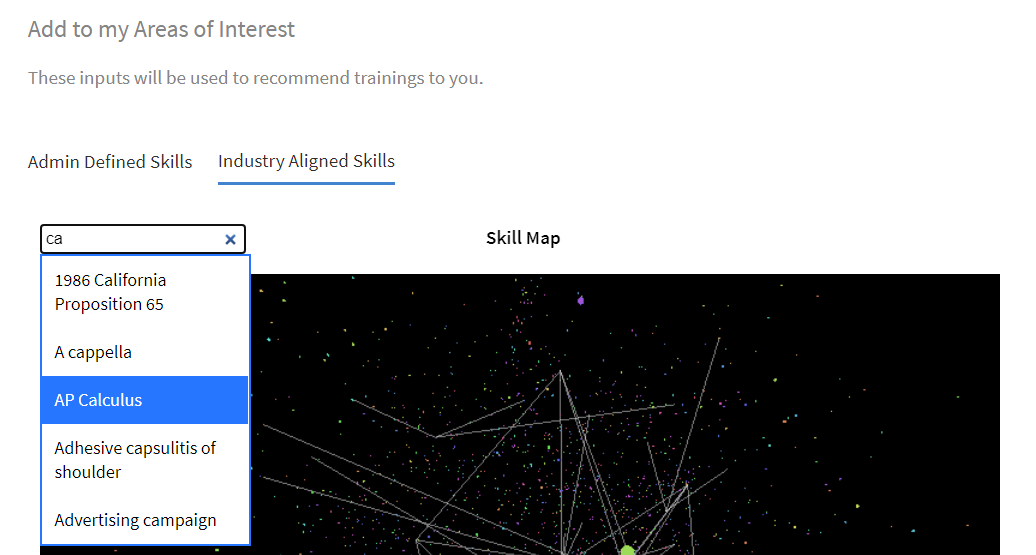 Add to my Areas of Interest
These inputs will be used to recommend trainings to you.
Admin Defined Skills
Industry Aligned Skills
ca
Skill Map
1986 California
Proposition 65
A cappella
AP Calculus
Adhesive capsulitis of
shoulder
Advertising campaign